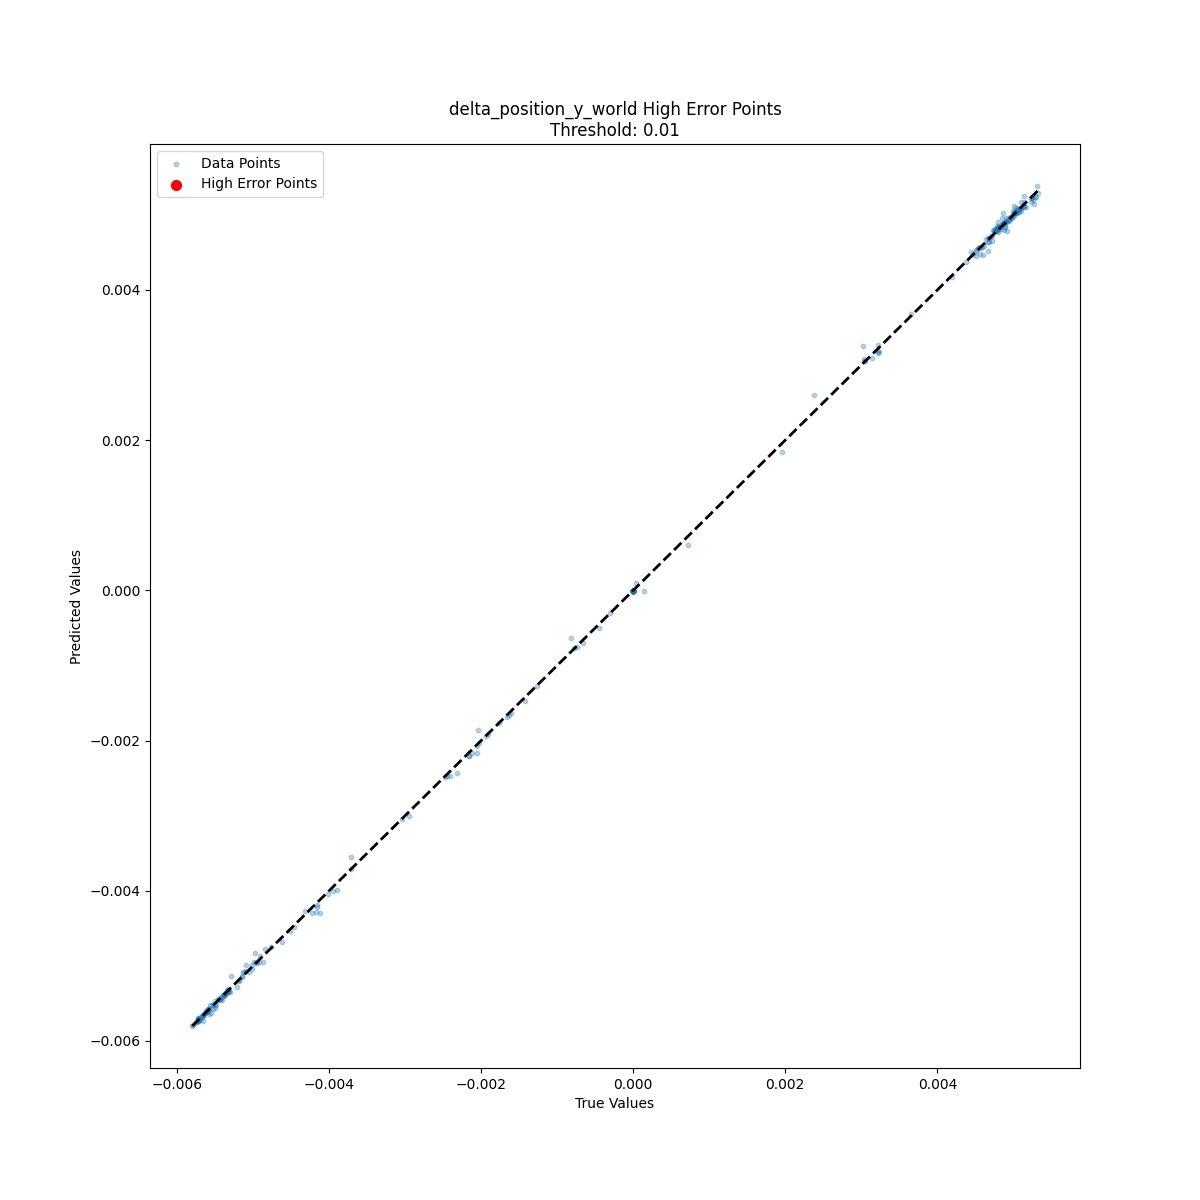 delta_position_y_world High Error Points
Threshold: 0.01
Data Points
High Error Points
0.004
0.002
0.000
−0.002
−0.004
−0.006
Predicted Values
−0.006
−0.004
−0.002
0.000
0.002
0.004
True Values